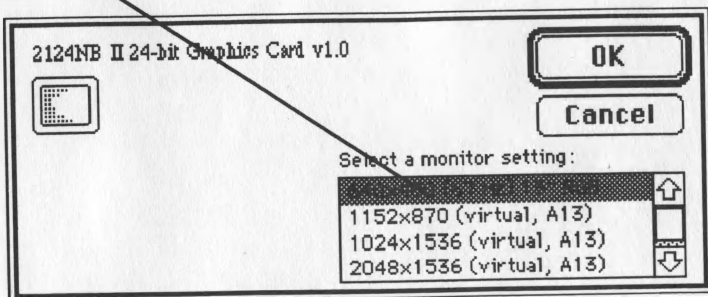 2124NB II 24-bit Graphics Card v1.0
OK
Cancel
Select a monitor setting:
1152x870 (virtual, A13)
1024x1536 (virtual, A13)
2048x1536 (virtual, A13)